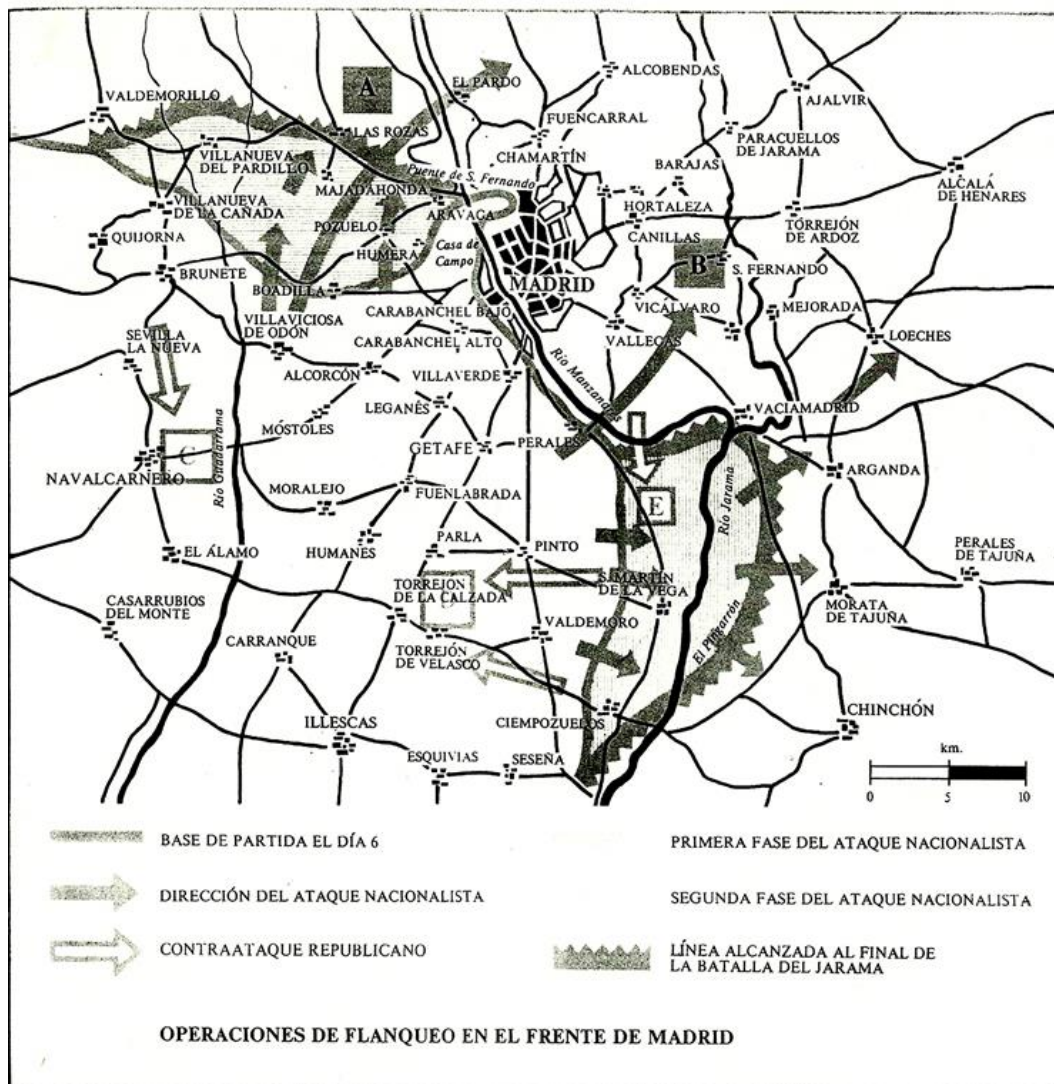 A
EL PARDO
ALCOBENDAS
VALDEMORILLO
AJALVIR
LAS ROZAS
FUENCARRAL
VILLANUEVA
DEL PARDILLO
PARACUELLOS
DE JARAMA
CHAMARTÍN
BARAJAS
Puente de S. Fernando
MAJADAHONDA
ALCALÁ
DE HENARES
VILLANUEVA
DE LA CAÑADA
ARAVACA
HORTALEZA
POZUELO
TORREJÓN
DE ARDOZ
QUIJORNA
CANILLAS
Casa de
Campo
HUMERA
B
BRUNETE
S. FERNANDO
MADRID
BOADILLA
VILLAVICIOSA
DE ODÓN
CARABANCHEL BAJO
VICÁLVARO
MEJORADA
SEVILLA
LA NUEVA
CARABANCHEL ALTO
VALLECAS
LOECHES
Río Manzanares
ALCORCÓN
VILLAVERDE
LEGANÉS
VACIAMADRID
MÓSTOLES
GETAFE
PERALES
C
NAVALCARNERO
Río Guadarrama
ARGANDA
MORALEJO
FUENLABRADA
E
Río Jarama
EL ÁLAMO
HUMANES
PARLA
PINTO
PERALES
DE TAJUÑA
TORREJON
DE LA CALZADA
S. MARTÍN
DE LA VEGA
CASARRUBIOS
DEL MONTE
MORATA
DE TAJUÑA
CARRANQUE
VALDEMORO
El Pingarrón
TORREJÓN
DE VELASCO
ILLESCAS
CIEMPOZUELOS
CHINCHÓN
ESQUIVIAS
SESEÑA
km.
0 5 10
BASE DE PARTIDA EL DÍA 6
PRIMERA FASE DEL ATAQUE NACIONALISTA
DIRECCIÓN DEL ATAQUE NACIONALISTA
SEGUNDA FASE DEL ATAQUE NACIONALISTA
CONTRAATAQUE REPUBLICANO
LÍNEA ALCANZADA AL FINAL DE
LA BATALLA DEL JARAMA
OPERACIONES DE FLANQUEO EN EL FRENTE DE MADRID